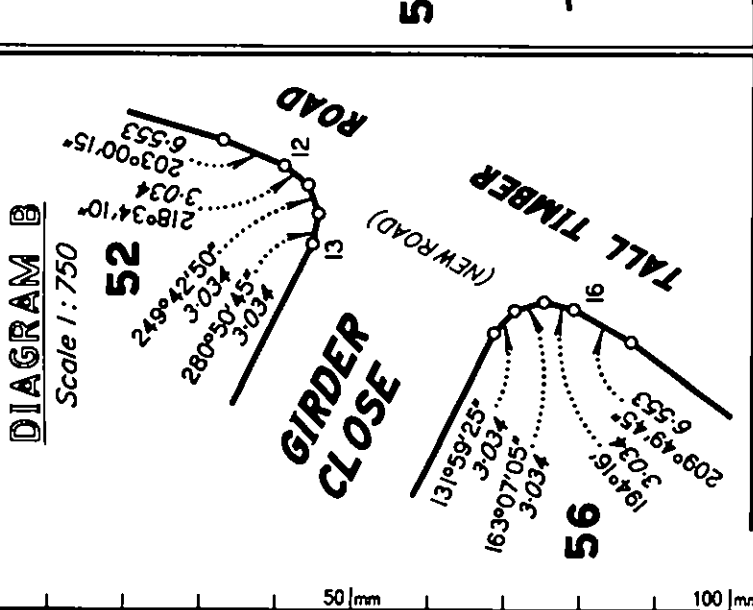 5
DIAGRAM B
Scale 1:750
52
203°00'15"
6·553
218°34'10"
3·034
249°42'50"
3·034
280°50'45"
3·034
12
13
ROAD
TALL TIMBER
(NEW ROAD)
GIRDER
CLOSE
16
131°59'25"
3·034
163°07'05"
3·034
194°16'
3·034
209°49'45"
6·553
56
50 mm
100 m